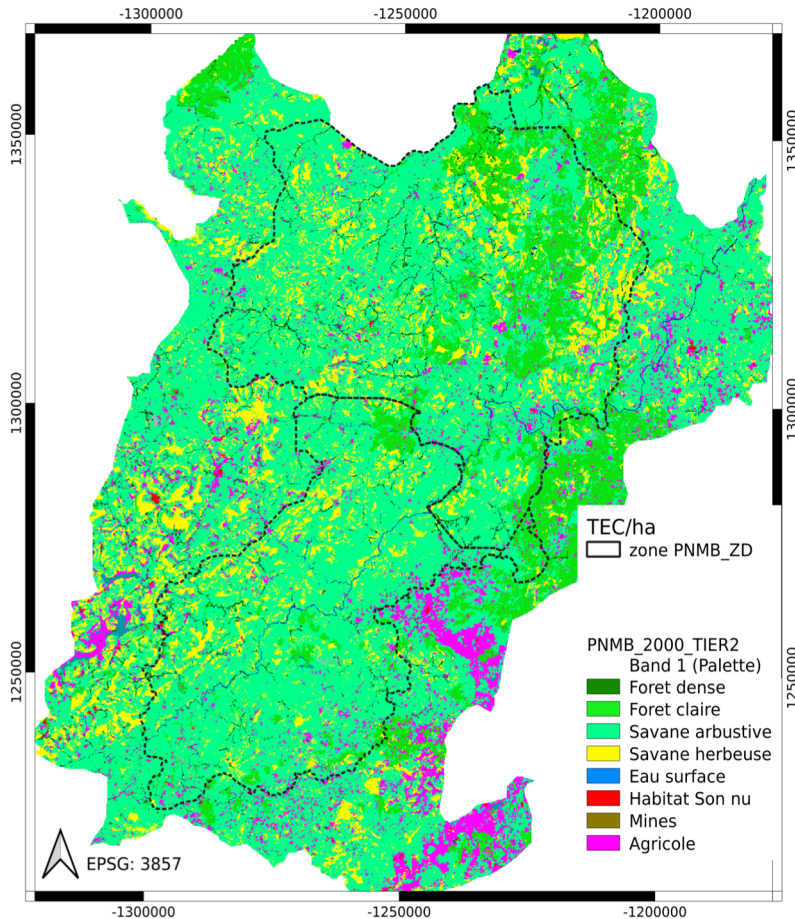 -1300000 -1250000 -1200000
1350000 1350000
1300000 1300000
TEC/ha
zone PNMB_ZD
PNMB_2000_TIER2
Band 1 (Palette)
Foret dense
Foret claire
Savane arbustive
Savane herbeuse
Eau surface
Habitat Son nu
Mines
Agricole
1250000 1250000
EPSG: 3857
-1300000 -1250000 -1200000